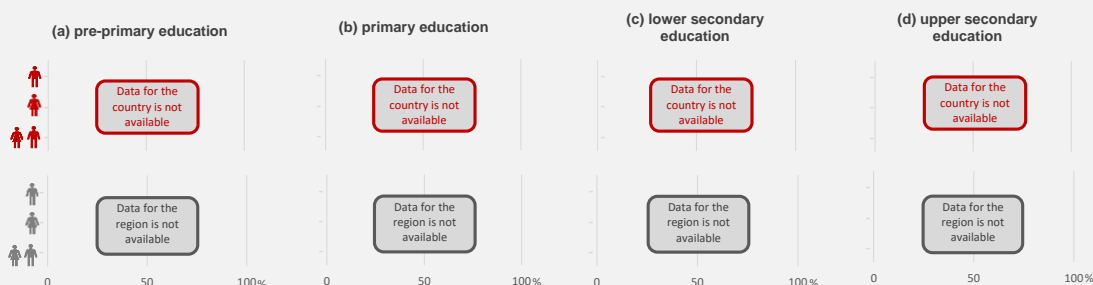 (a) pre-primary education
(b) primary education
(c) lower secondary
education
(d) upper secondary
education
Data for the
country is not
available
Data for the
country is not
available
Data for the
country is not
available
Data for the
country is not
available
Data for the
region is not
available
Data for the
region is not
available
Data for the
region is not
available
Data for the
region is not
available
0 50 100%
0 50 100%
0 50 100%
0 50 100%